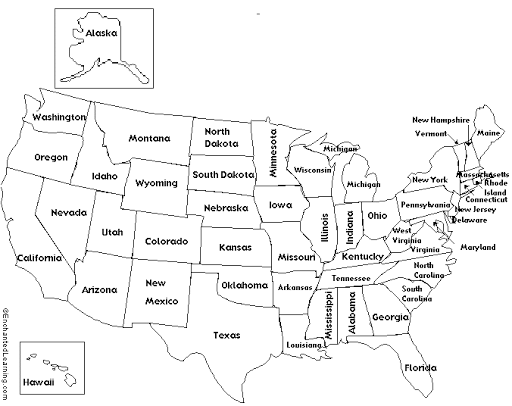 Alaska
Washington
Oregon
California
Nevada
Idaho
Montana
Wyoming
Utah
Arizona
Colorado
New
Mexico
North
Dakota
South Dakota
Nebraska
Kansas
Oklahoma
Texas
Minnesota
Iowa
Missouri
Arkansas
Louisiana
Wisconsin
Michigan
Michigan
Illinois
Indiana
Ohio
Kentucky
Tennessee
Mississippi
Alabama
Georgia
Florida
South
Carolina
North
Carolina
Virginia
West
Virginia
Maryland
Delaware
New Jersey
Pennsylvania
New York
Connecticut
Rhode
Island
Massachusetts
Vermont
New Hampshire
Maine
Hawaii
©EnchantedLearning.com